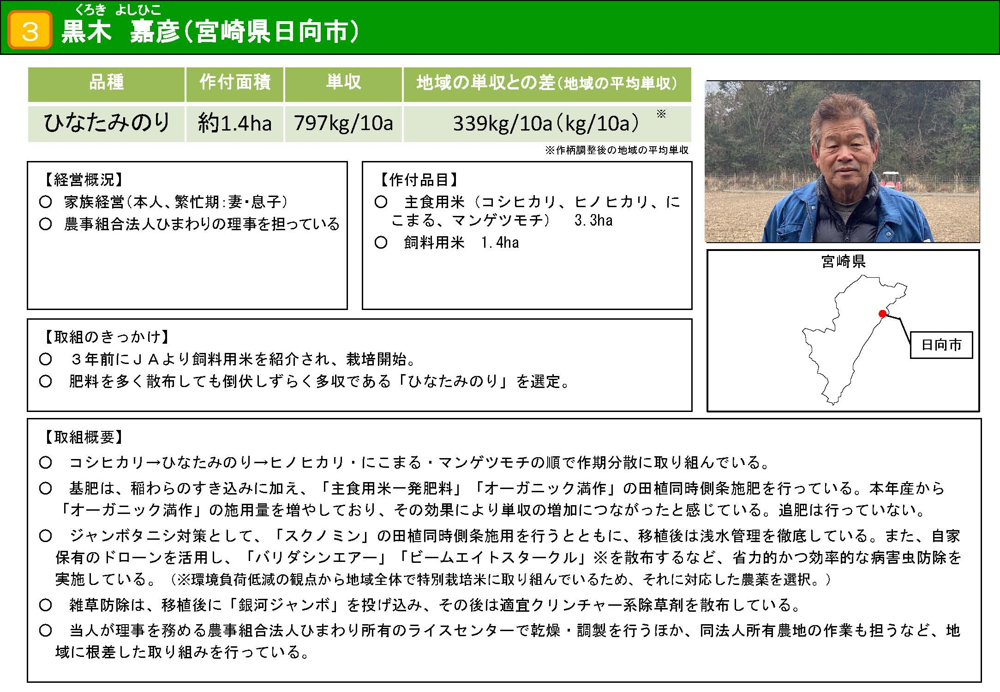 くろき　よしひこ
3 黒木　嘉彦（宮崎県日向市）
品種 作付面積 単収 地域の単収との差（地域の平均単収）
ひなたみのり 約1.4ha 797kg/10a 339kg/10a（kg/10a） ※
※作柄調整後の地域の平均単収
【経営概況】
○　家族経営（本人、繁忙期：妻・息子）
○　農事組合法人ひまわりの理事を担っている
【作付品目】
○　主食用米（コシヒカリ、ヒノヒカリ、に
こまる、マンゲツモチ）　3.3ha
○　飼料用米　1.4ha
宮崎県
日向市
【取組のきっかけ】
○　３年前にＪＡより飼料用米を紹介され、栽培開始。
○　肥料を多く散布しても倒伏しずらく多収である「ひなたみのり」を選定。
【取組概要】
○　コシヒカリ→ひなたみのり→ヒノヒカリ・にこまる・マンゲツモチの順で作期分散に取り組んでいる。
○　基肥は、稲わらのすき込みに加え、「主食用米一発肥料」「オーガニック満作」の田植同時側条施肥を行っている。本年産から
「オーガニック満作」の施用量を増やしており、その効果により単収の増加につながったと感じている。追肥は行っていない。
○　ジャンボタニシ対策として、「スクノミン」の田植同時側条施用を行うとともに、移植後は浅水管理を徹底している。また、自家
保有のドローンを活用し、「バリダシンエアー」「ビームエイトスタークル」※を散布するなど、省力的かつ効率的な病害虫防除を
実施している。（※環境負荷低減の観点から地域全体で特別栽培米に取り組んでいるため、それに対応した農薬を選択。）
○　雑草防除は、移植後に「銀河ジャンボ」を投げ込み、その後は適宜クリンチャー系除草剤を散布している。
○　当人が理事を務める農事組合法人ひまわり所有のライスセンターで乾燥・調製を行うほか、同法人所有農地の作業も担うなど、地
域に根差した取り組みを行っている。